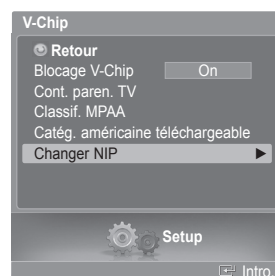 V-Chip
Retour
Blocage V-Chip On
Cont. paren. TV
Classif. MPAA
Catég. américaine téléchargeable
Changer NIP
Setup
Intro.